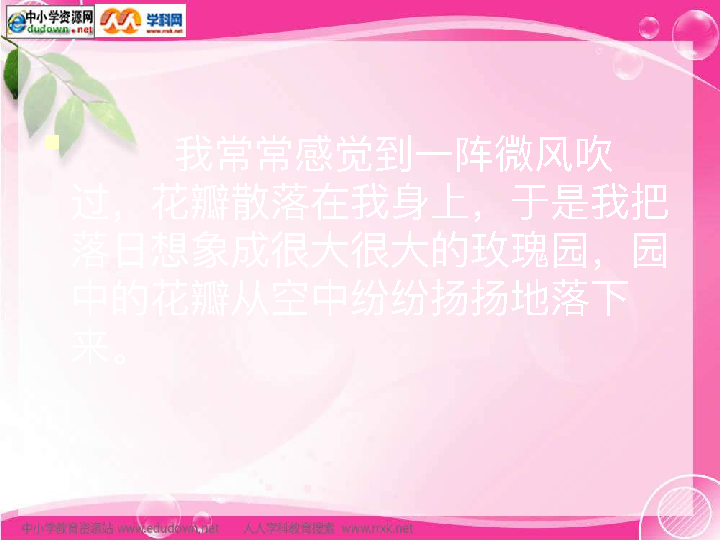 中小学资源网
dudown.net
学科网
www.nxk.net
我常常感觉到一阵微风吹
过，花瓣散落在我身上，于是我把
落日想象成很大很大的玫瑰园，园
中的花瓣从空中纷纷扬扬地落下
来。
中小学教育资源站 www.edudown.net 人人学科教育搜索 www.rrxk.net